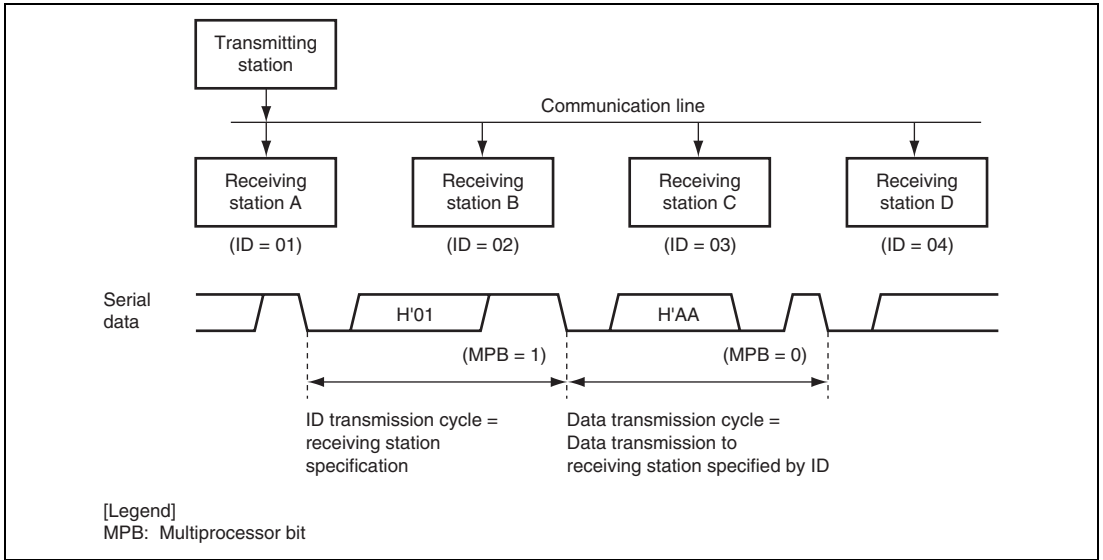 Transmitting
station
Communication line
Receiving
station A
Receiving
station B
Receiving
station C
Receiving
station D
(ID = 01)
(ID = 02)
(ID = 03)
(ID = 04)
Serial
data
H'01
H'AA
(MPB = 1)
(MPB = 0)
ID transmission cycle =
receiving station
specification
Data transmission cycle =
Data transmission to
receiving station specified by ID
[Legend]
MPB: Multiprocessor bit